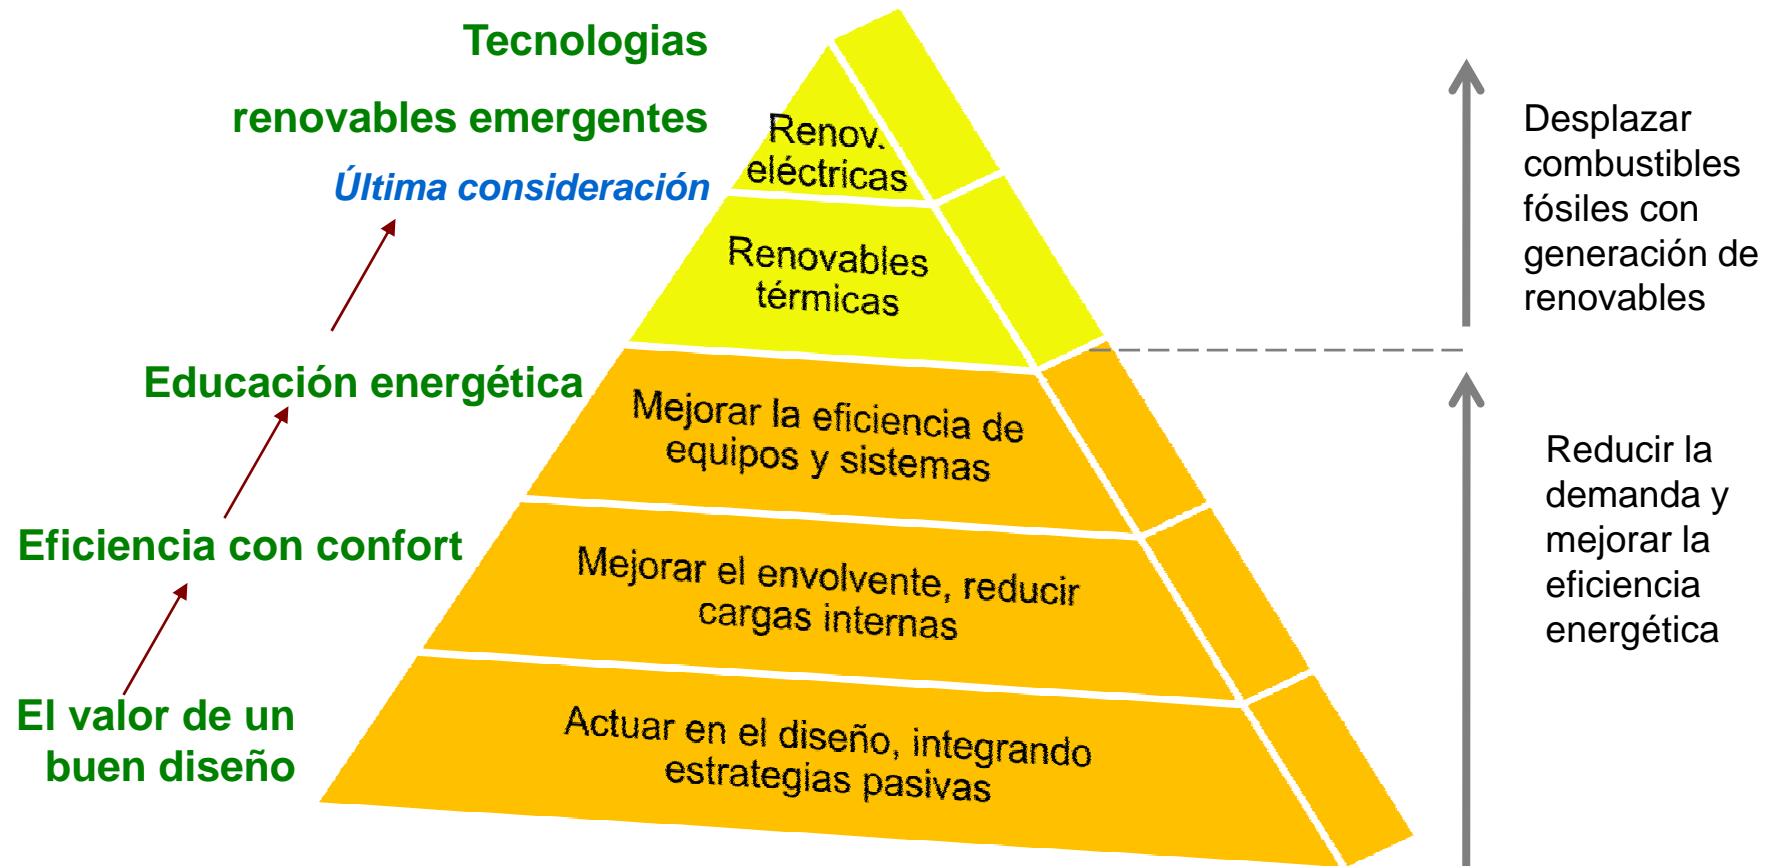 Tecnologias
renovables emergentes
Última consideración
Educación energética
Eficiencia con confort
El valor de un
buen diseño
Renov.
eléctricas
Renovables
térmicas
Mejorar la eficiencia de
equipos y sistemas
Mejorar el envolvente, reducir
cargas internas
Actuar en el diseño, integrando
estrategias pasivas
Desplazar
combustibles
fósiles con
generación de
renovables
Reducir la
demanda y
mejorar la
eficiencia
energética